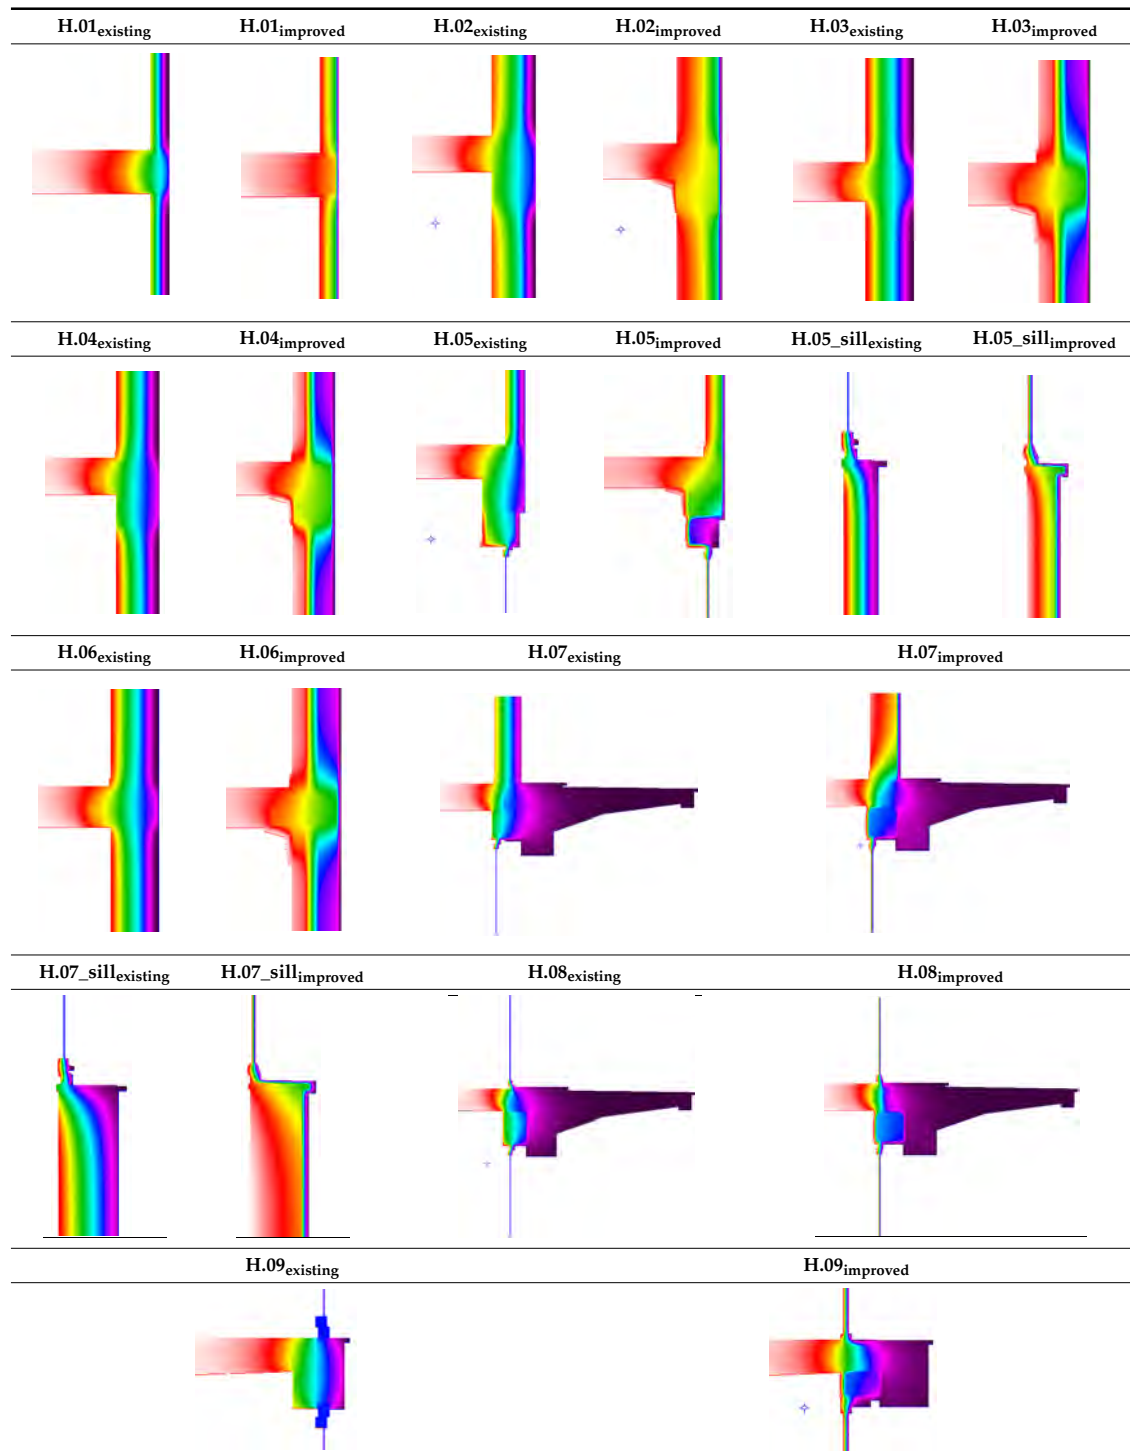 H.01existing H.01improved H.02existing H.02improved H.03existing H.03improved
H.04existing H.04improved H.05existing H.05improved H.05_sillexisting H.05_sillimproved
H.06existing H.06improved H.07existing H.07improved
H.07_sillexisting H.07_sillimproved H.08existing H.08improved
H.09existing H.09improved